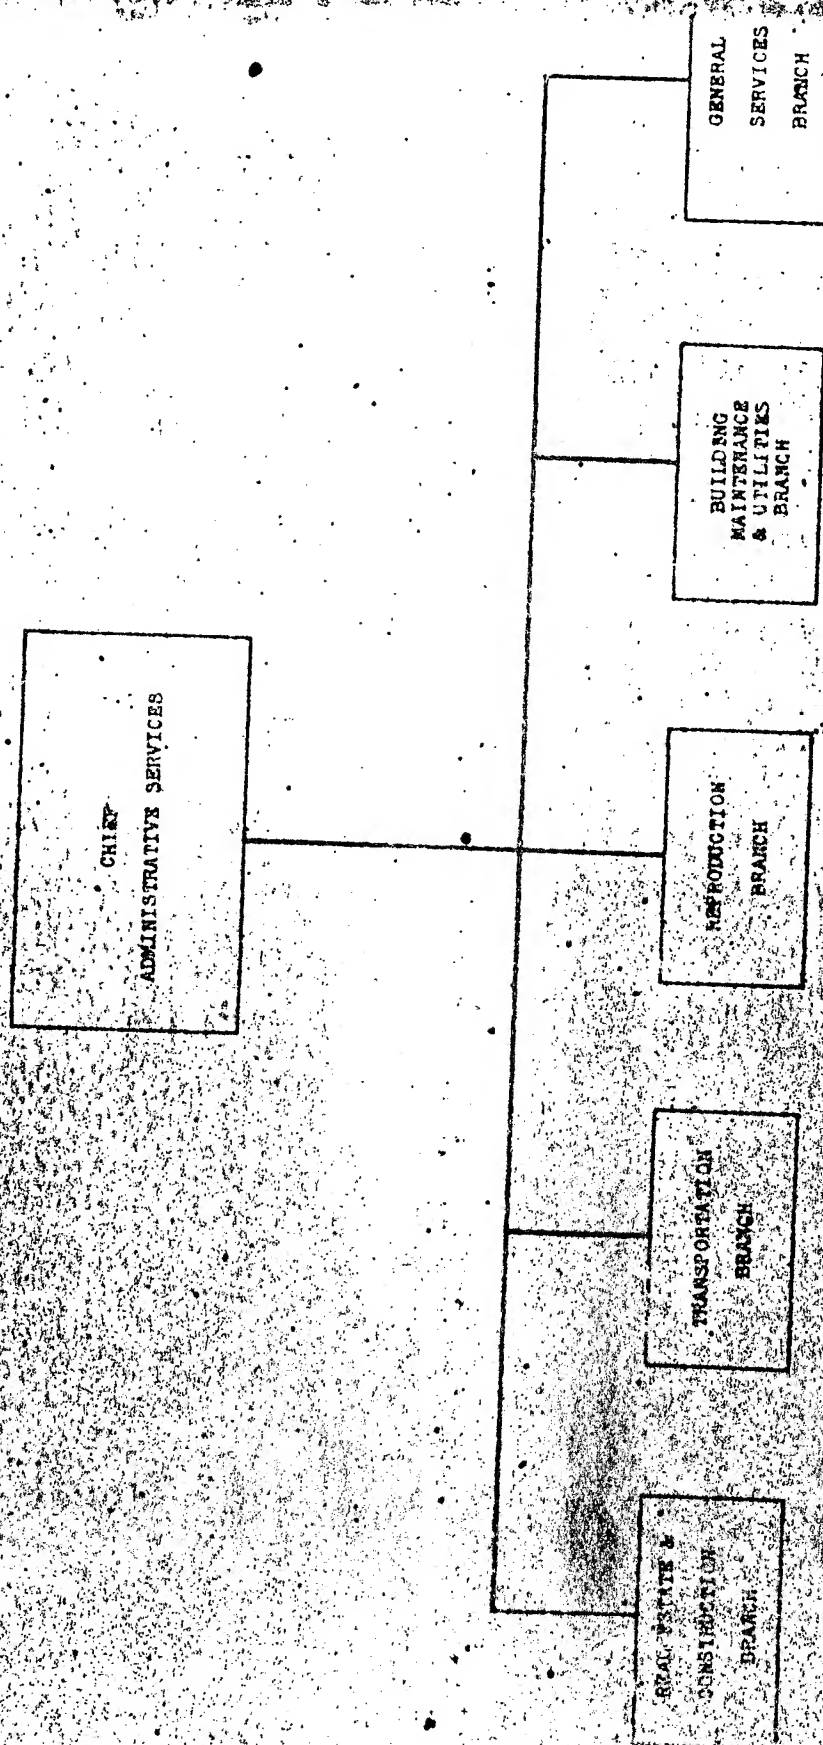 CHIEF
ADMINISTRATIVE SERVICES
REAL ESTATE &
CONSTRUCTION
BRANCH
TRANSPORTATION
BRANCH
REPRODUCTION
BRANCH
BUILDING
MAINTENANCE
& UTILITIES
BRANCH
GENERAL
SERVICES
BRANCH